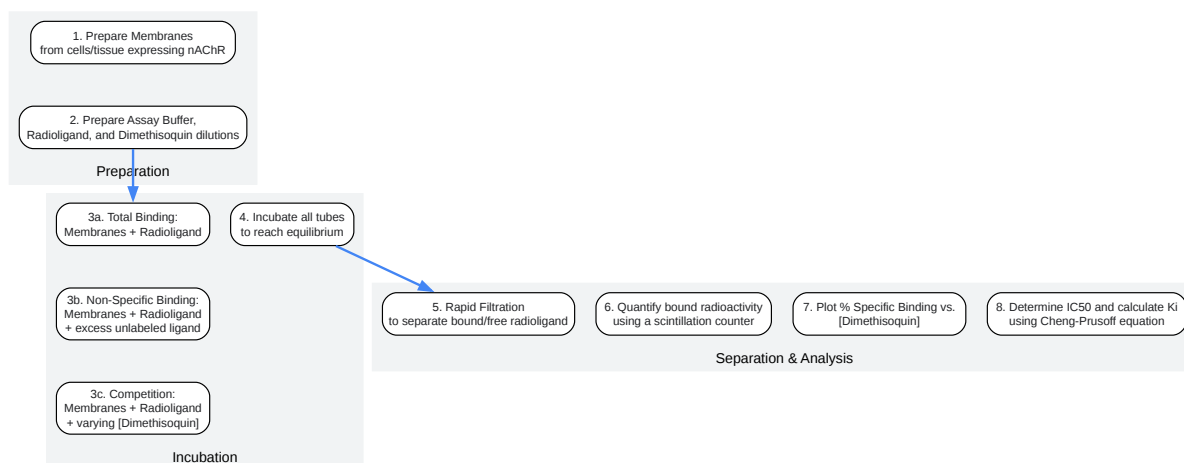 1. Prepare Membranes
from cells/tissue expressing nAChR
2. Prepare Assay Buffer,
Radioligand, and Dimethisoquin dilutions
Preparation
3a. Total Binding:
Membranes + Radioligand
4. Incubate all tubes
to reach equilibrium
3b. Non-Specific Binding:
Membranes + Radioligand
+ excess unlabeled ligand
3c. Competition:
Membranes + Radioligand
+ varying [Dimethisoquin]
Incubation
5. Rapid Filtration
to separate bound/free radioligand
6. Quantify bound radioactivity
using a scintillation counter
7. Plot % Specific Binding vs.
[Dimethisoquin]
8. Determine IC50 and calculate Ki
using Cheng-Prusoff equation
Separation & Analysis